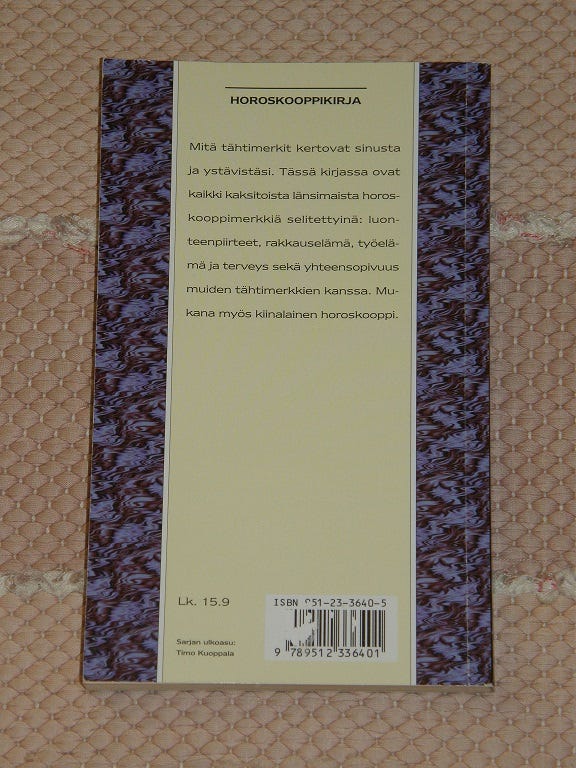 HOROSKOOPPIKIRJA
Mitä tähtimerkit kertovat sinusta
ja ystävistäsi. Tässä kirjassa ovat
kaikki kaksitoista länsimaista horos-
kooppimerkkiä selitettyinä: luon-
teenpiirteet, rakkauselämä, työelä-
mä ja terveys sekä yhteensopivuus
muiden tähtimerkkien kanssa. Mu-
kana myös kiinalainen horoskooppi.
Lk. 15.9
Sarjan ulkoasu:
Timo Kuoppala
ISBN 951-23-3640-5
9 789512 336401